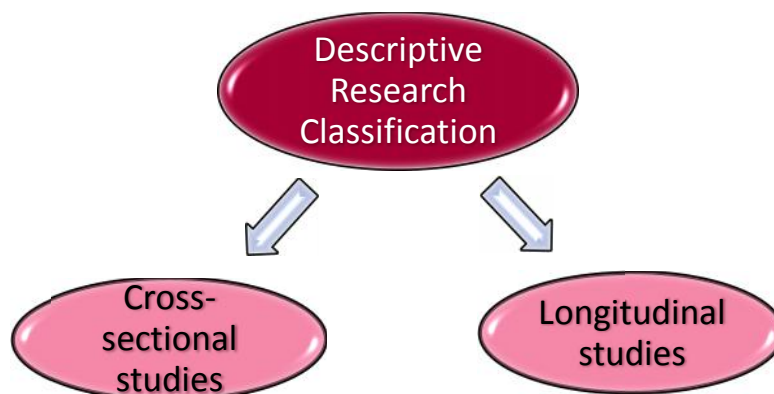 Descriptive
Research
Classification
Cross-
sectional
studies
Longitudinal
studies